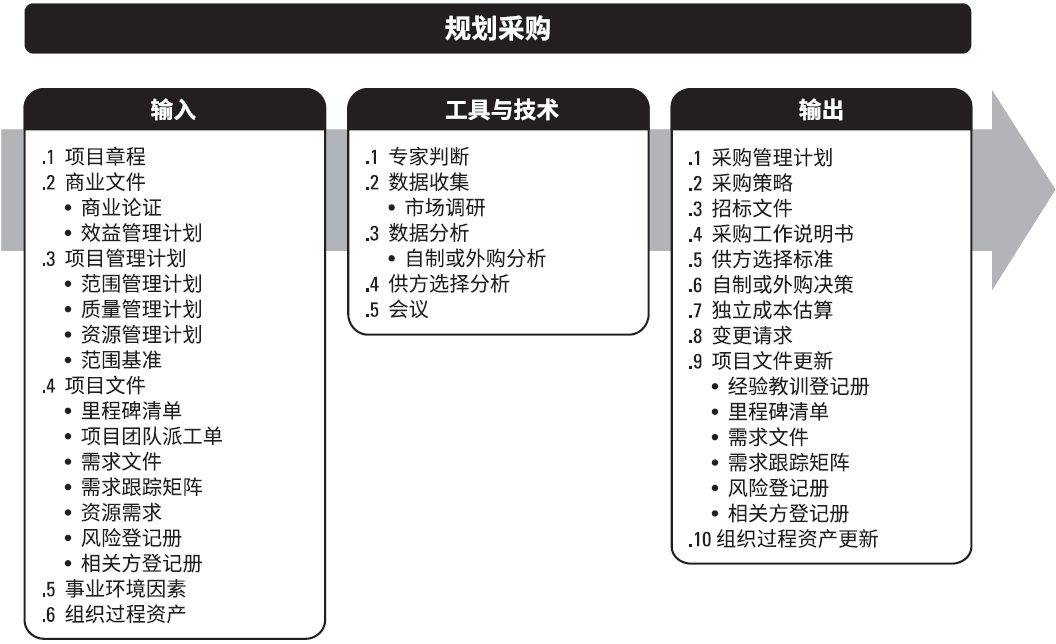 规划采购
输入
.1 项目章程
.2 商业文件
• 商业论证
• 效益管理计划
.3 项目管理计划
• 范围管理计划
• 质量管理计划
• 资源管理计划
• 范围基准
.4 项目文件
• 里程碑清单
• 项目团队派工单
• 需求文件
• 需求跟踪矩阵
• 资源需求
• 风险登记册
• 相关方登记册
.5 事业环境因素
.6 组织过程资产
工具与技术
.1 专家判断
.2 数据收集
• 市场调研
.3 数据分析
• 自制或外购分析
.4 供方选择分析
.5 会议
输出
.1 采购管理计划
.2 采购策略
.3 招标文件
.4 采购工作说明书
.5 供方选择标准
.6 自制或外购决策
.7 独立成本估算
.8 变更请求
.9 项目文件更新
• 经验教训登记册
• 里程碑清单
• 需求文件
• 需求跟踪矩阵
• 风险登记册
• 相关方登记册
.10 组织过程资产更新